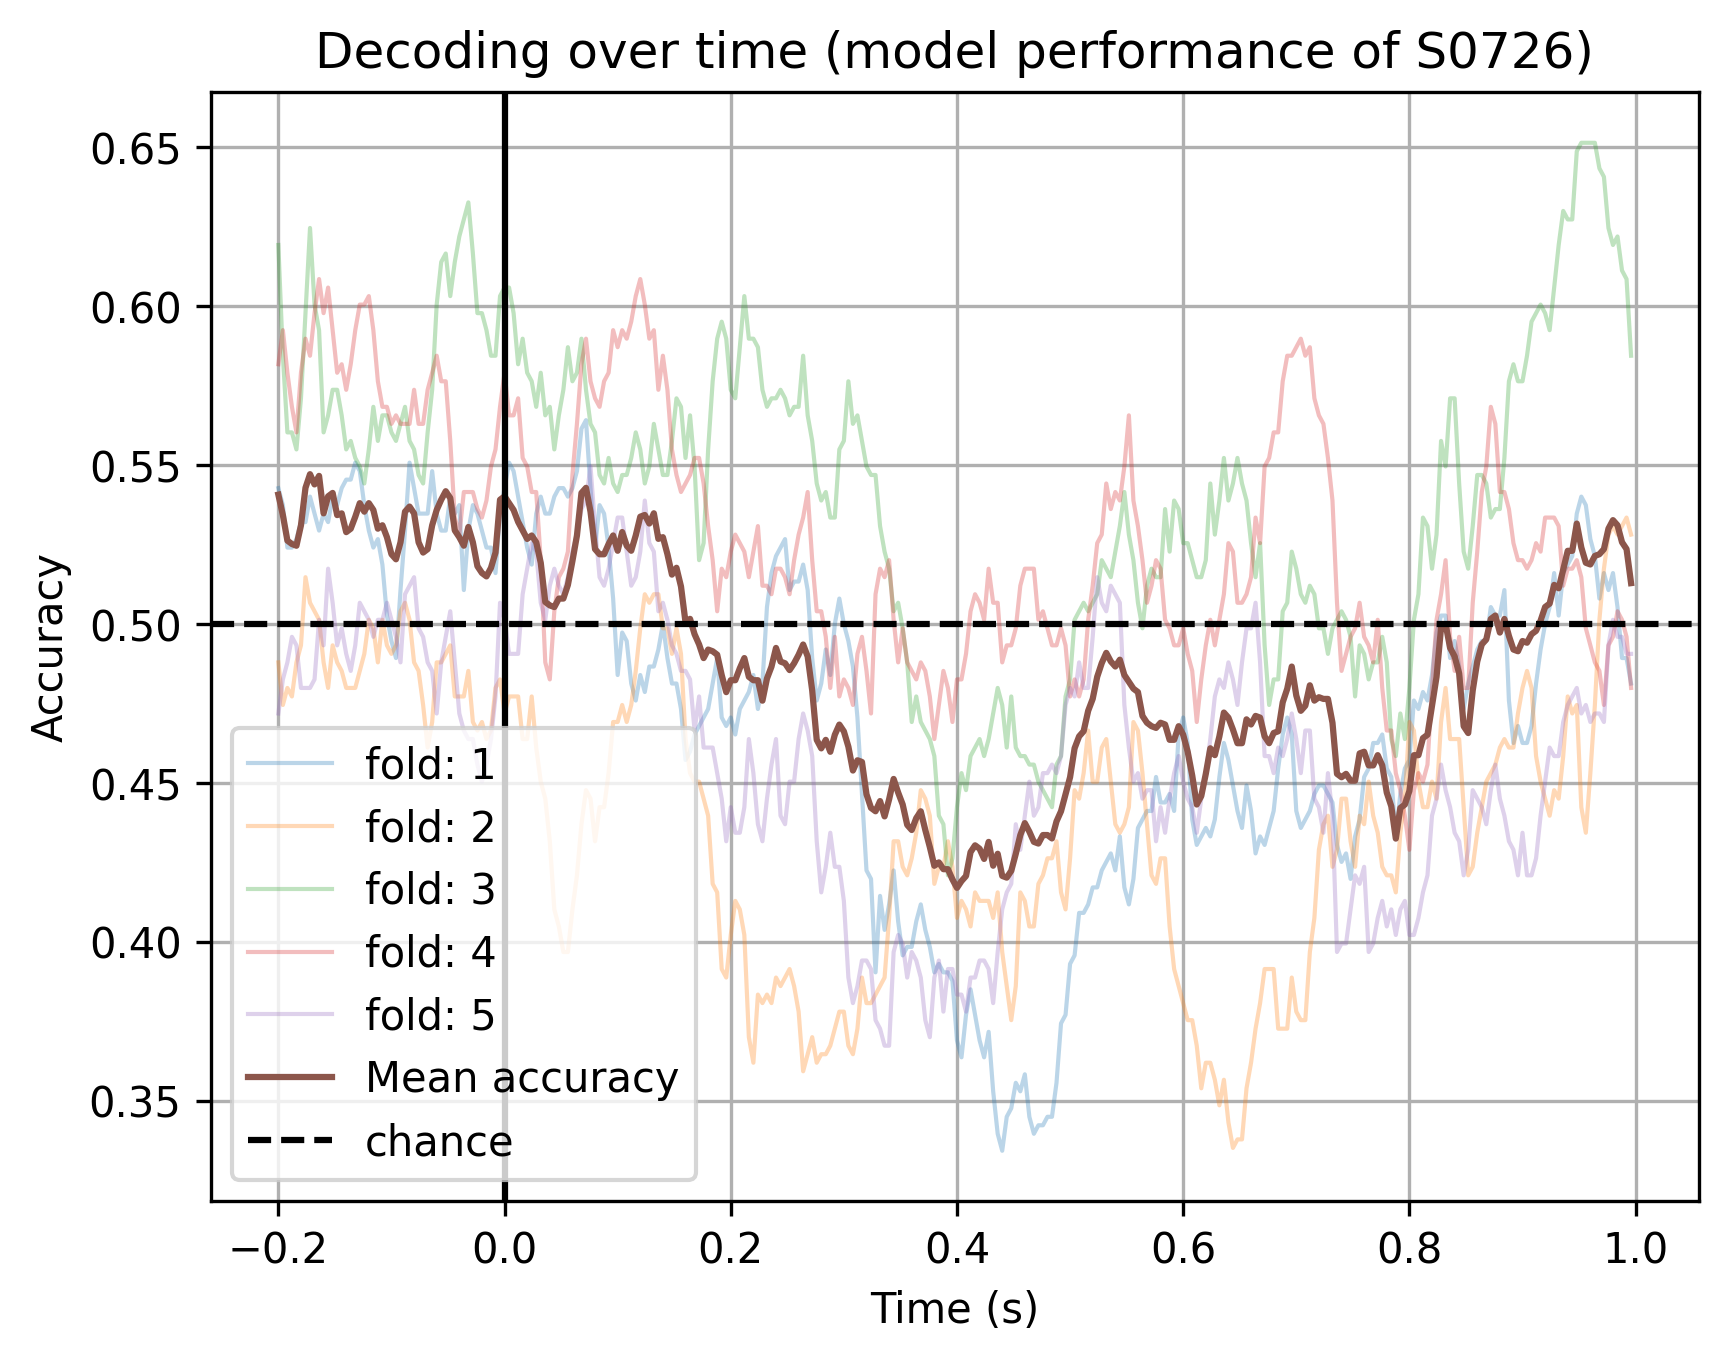 Decoding over time (model performance of S0726)
Accuracy
0.65
0.60
0.55
0.50
0.45
0.40
0.35
fold: 1
fold: 2
fold: 3
fold: 4
fold: 5
Mean accuracy
chance
−0.2 0.0 0.2 0.4 0.6 0.8 1.0
Time (s)